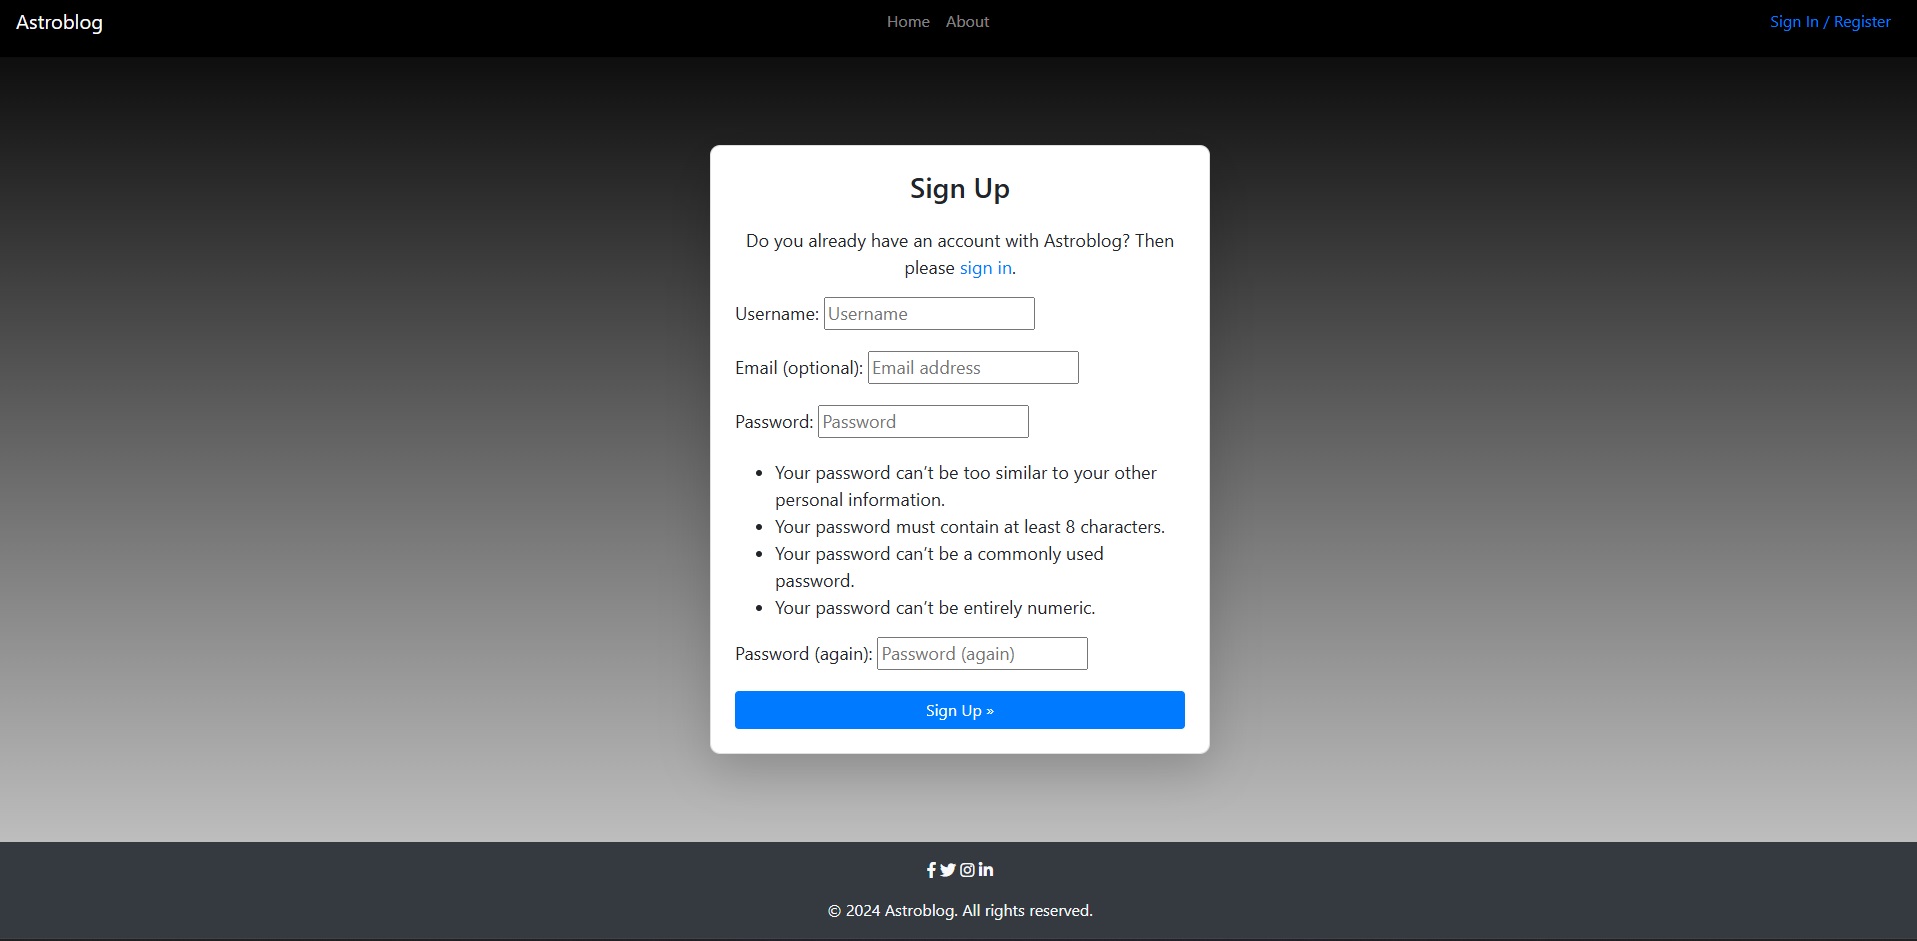 Astroblog Home About Sign In / Register
Sign Up
Do you already have an account with Astroblog? Then
please sign in.
Username: Username
Email (optional): Email address
Password: Password
• Your password can't be too similar to your other
personal information.
• Your password must contain at least 8 characters.
• Your password can't be a commonly used
password.
• Your password can't be entirely numeric.
Password (again): Password (again)
Sign Up »
© 2024 Astroblog. All rights reserved.